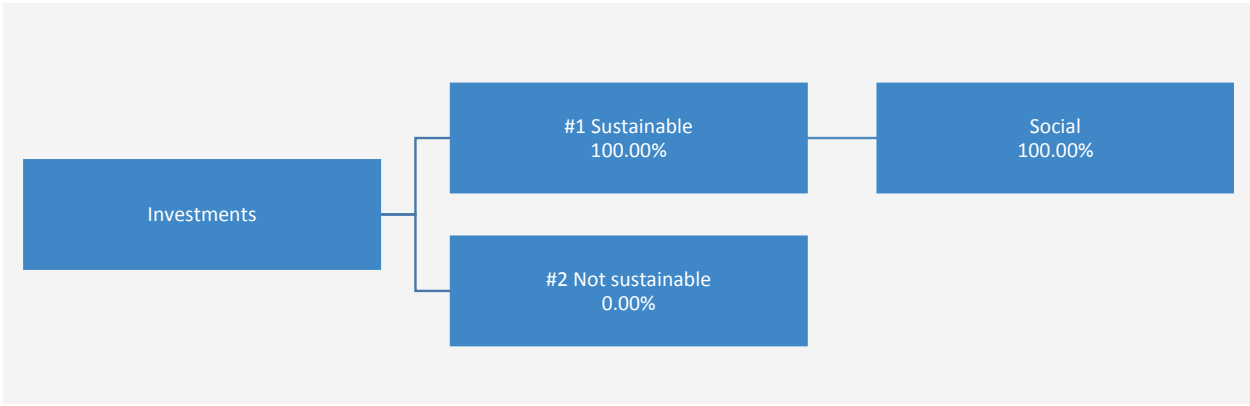 Investments
#1 Sustainable
100.00%
Social
100.00%
#2 Not sustainable
0.00%